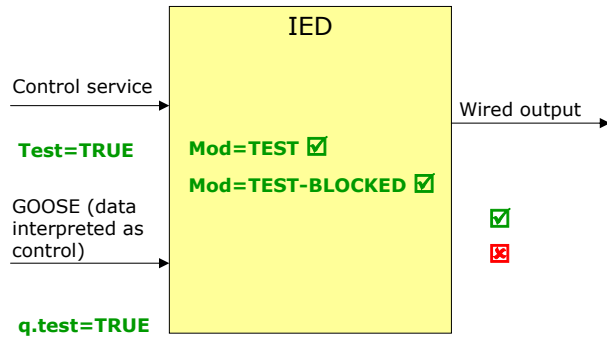 IED
Control service
Wired output
Test=TRUE
Mod=TEST
Mod=TEST-BLOCKED
GOOSE (data
interpreted as
control)
q.test=TRUE